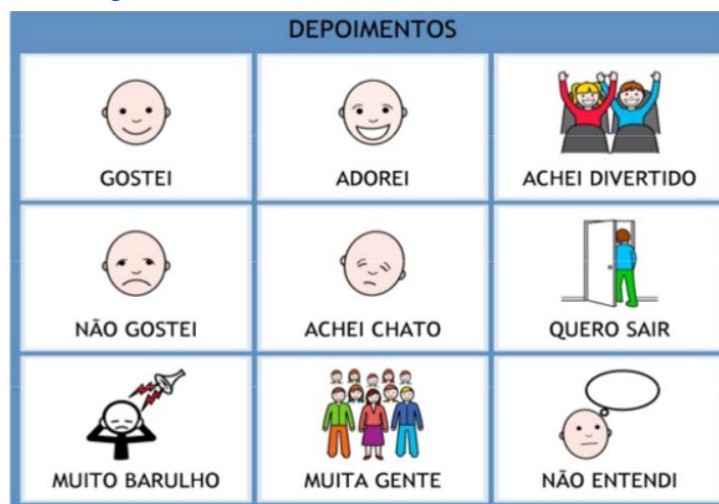 DEPOIMENTOS
GOSTEI
ADOREI
ACHEI DIVERTIDO
NÃO GOSTEI
ACHEI CHATO
QUERO SAIR
MUITO BARULHO
MUITA GENTE
NÃO ENTENDI